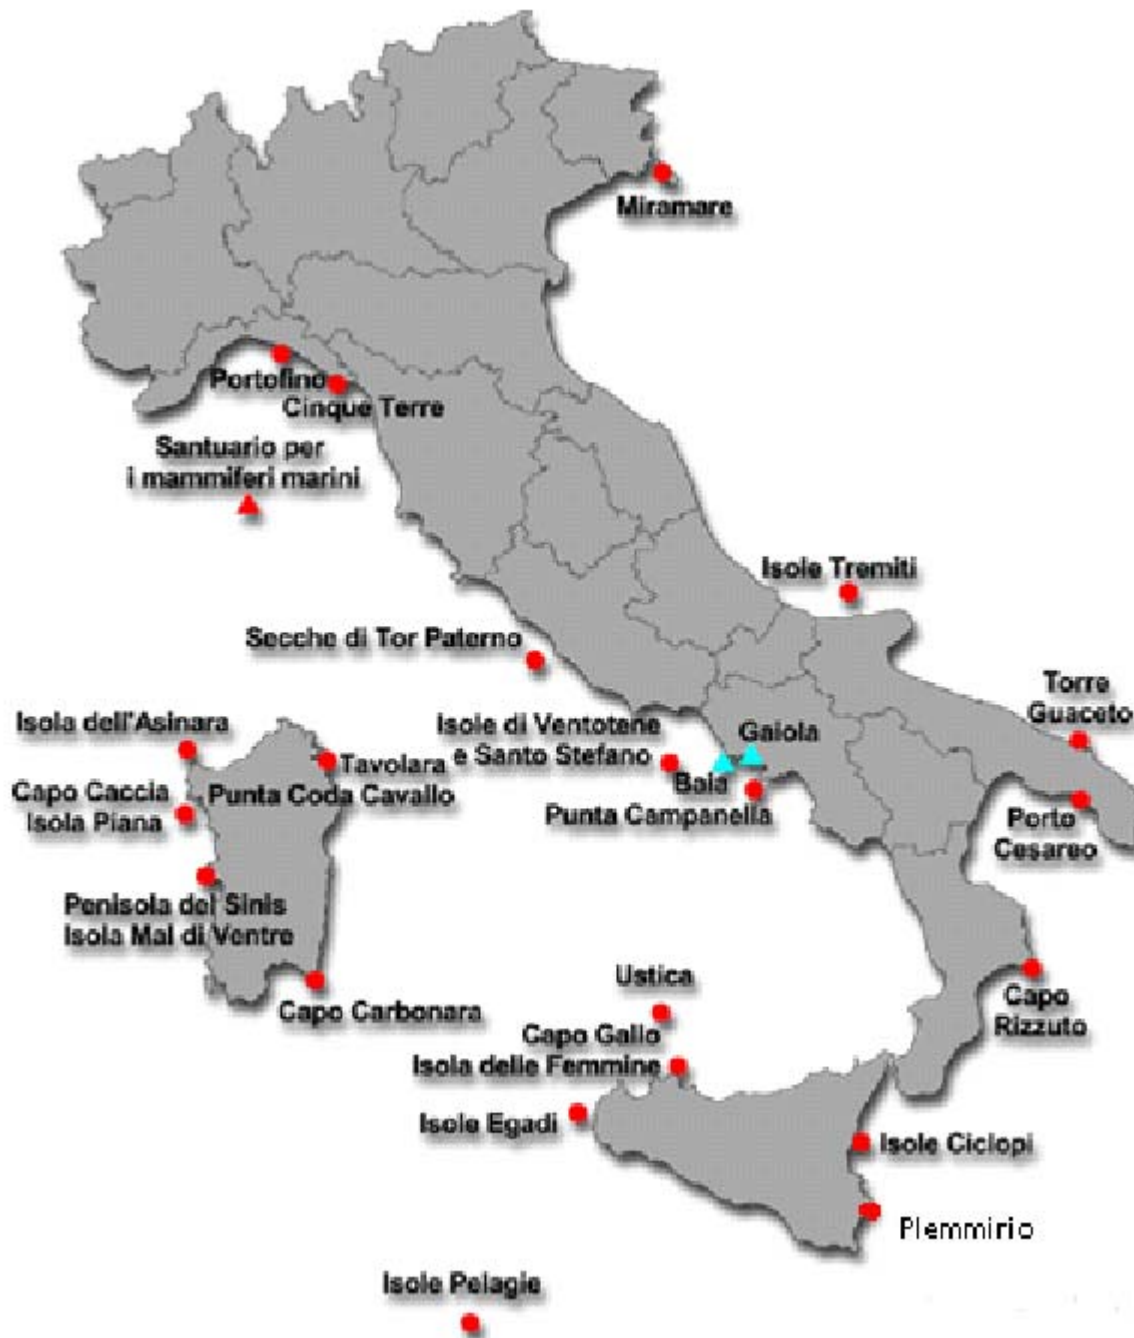 Miramare
Portofino
Cinque Terre
Santuario per
i mammiferi marini
Isole Tremiti
Secche di Tor Paterno
Torre
Guaceto
Isola dell'Asinara
Isole di Ventotene
e Santo Stefano
Gaiola
Tavolara
Punta Coda Cavallo
Baia
Punta Campanella
Capo Caccia
Isola Piana
Porto
Cesareo
Penisola del Sinis
Isola Mal di Ventre
Ustica
Capo Carbonara
Capo
Rizzuto
Capo Gallo
Isola delle Femmine
Isole Egadi
Isole Ciclopi
Plemmirio
Isole Pelagie